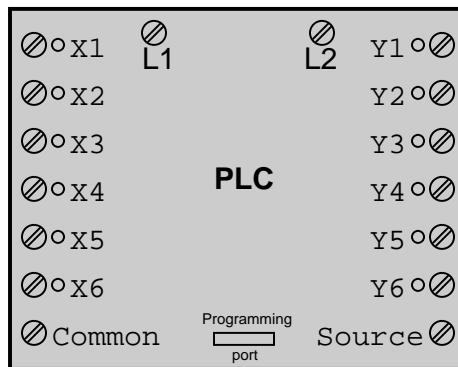 X1 L1 L2 Y1
X2 Y2
X3 Y3
X4 PLC Y4
X5 Y5
X6 Y6
Programming
Common Source
port